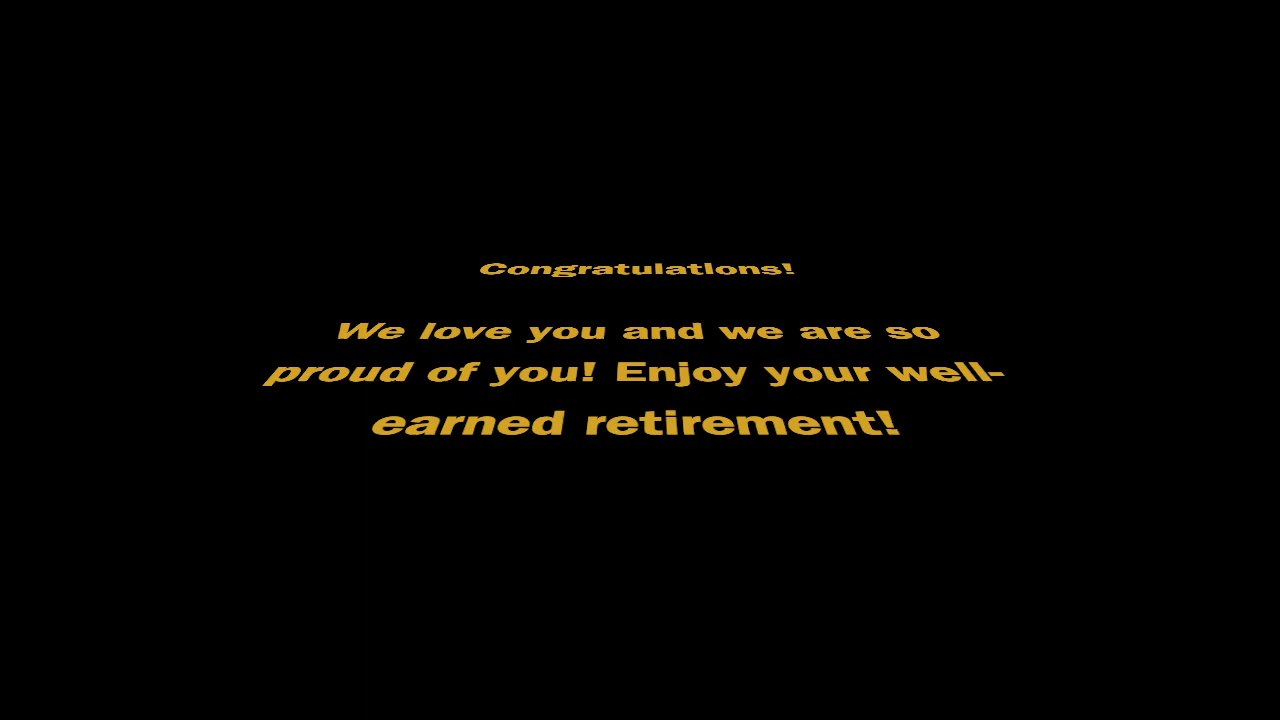 Congratulations!
We love you and we are so
proud of you! Enjoy your well-
earned retirement!